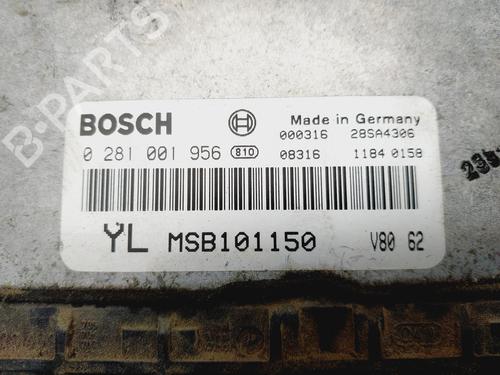 B-PARTS
BOSCH
Made in Germany
000316 28SA4306
0 281 001 956 810 08316 1184 0158
YL MSB101150 V80 62